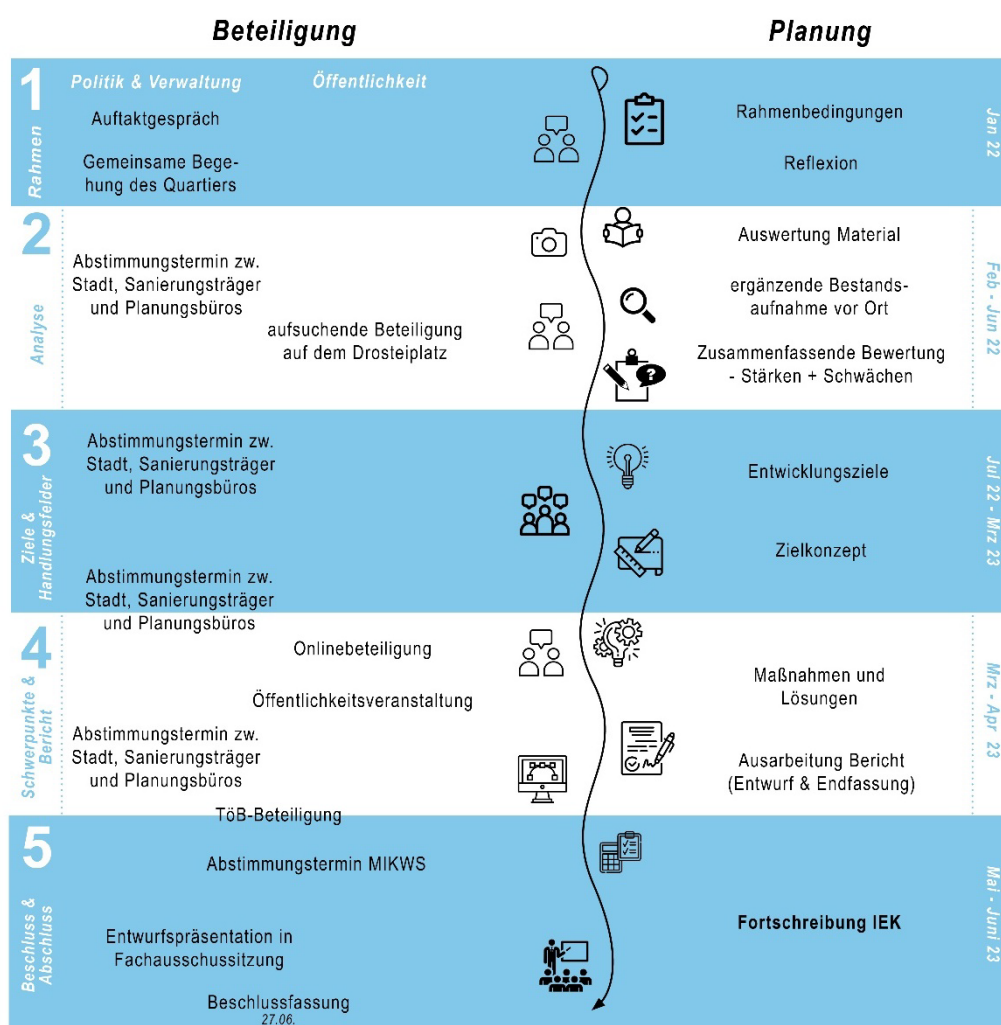 Beteiligung
Planung
1
Rahmen
Politik & Verwaltung
Öffentlichkeit
Auftaktgespräch
Gemeinsame Bege-
hung des Quartiers
Rahmenbedingungen
Reflexion
Jan 22
2
Analyse
Abstimmungstermin zw.
Stadt, Sanierungsträger
und Planungsbüros
aufsuchende Beteiligung
auf dem Drosteiplatz
Auswertung Material
ergänzende Bestands-
aufnahme vor Ort
Zusammenfassende Bewertung
- Stärken + Schwächen
?
Feb - Jun 22
3
Ziele &
Handlungsfelder
Abstimmungstermin zw.
Stadt, Sanierungsträger
und Planungsbüros
Abstimmungstermin zw.
Stadt, Sanierungsträger
und Planungsbüros
Entwicklungsziele
Zielkonzept
Jul 22 - Mrz 23
4
Schwerpunkte &
Bericht
Onlinebeteiligung
Öffentlichkeitsveranstaltung
Abstimmungstermin zw.
Stadt, Sanierungsträger
und Planungsbüros
TöB-Beteiligung
Maßnahmen und
Lösungen
Ausarbeitung Bericht
(Entwurf & Endfassung)
Mrz - Apr 23
5
Beschluss &
Abschluss
Abstimmungstermin MIKWS
Entwurfspräsentation in
Fachausschussitzung
Beschlussfassung
27.06.
Fortschreibung IEK
Mai - Juni 23